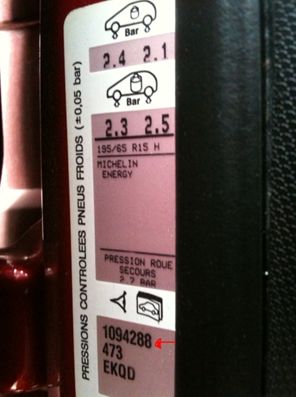 Bar
2.4 2.1
Bar
2.3 2.5
195/65 R15 H
MICHELIN
ENERGY
PRESSION ROUE
SECOURS
2.7 BAR
1094288
473
EKQD
PRESSIONS CONTROLEES PNEUS FROIDS (±0,05 bar)